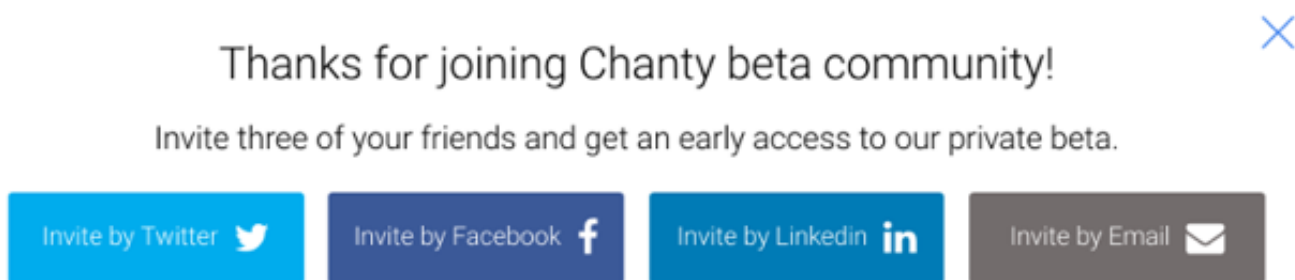 Thanks for joining Chanty beta community!
Invite three of your friends and get an early access to our private beta.
Invite by Twitter Invite by Facebook Invite by Linkedin Invite by Email